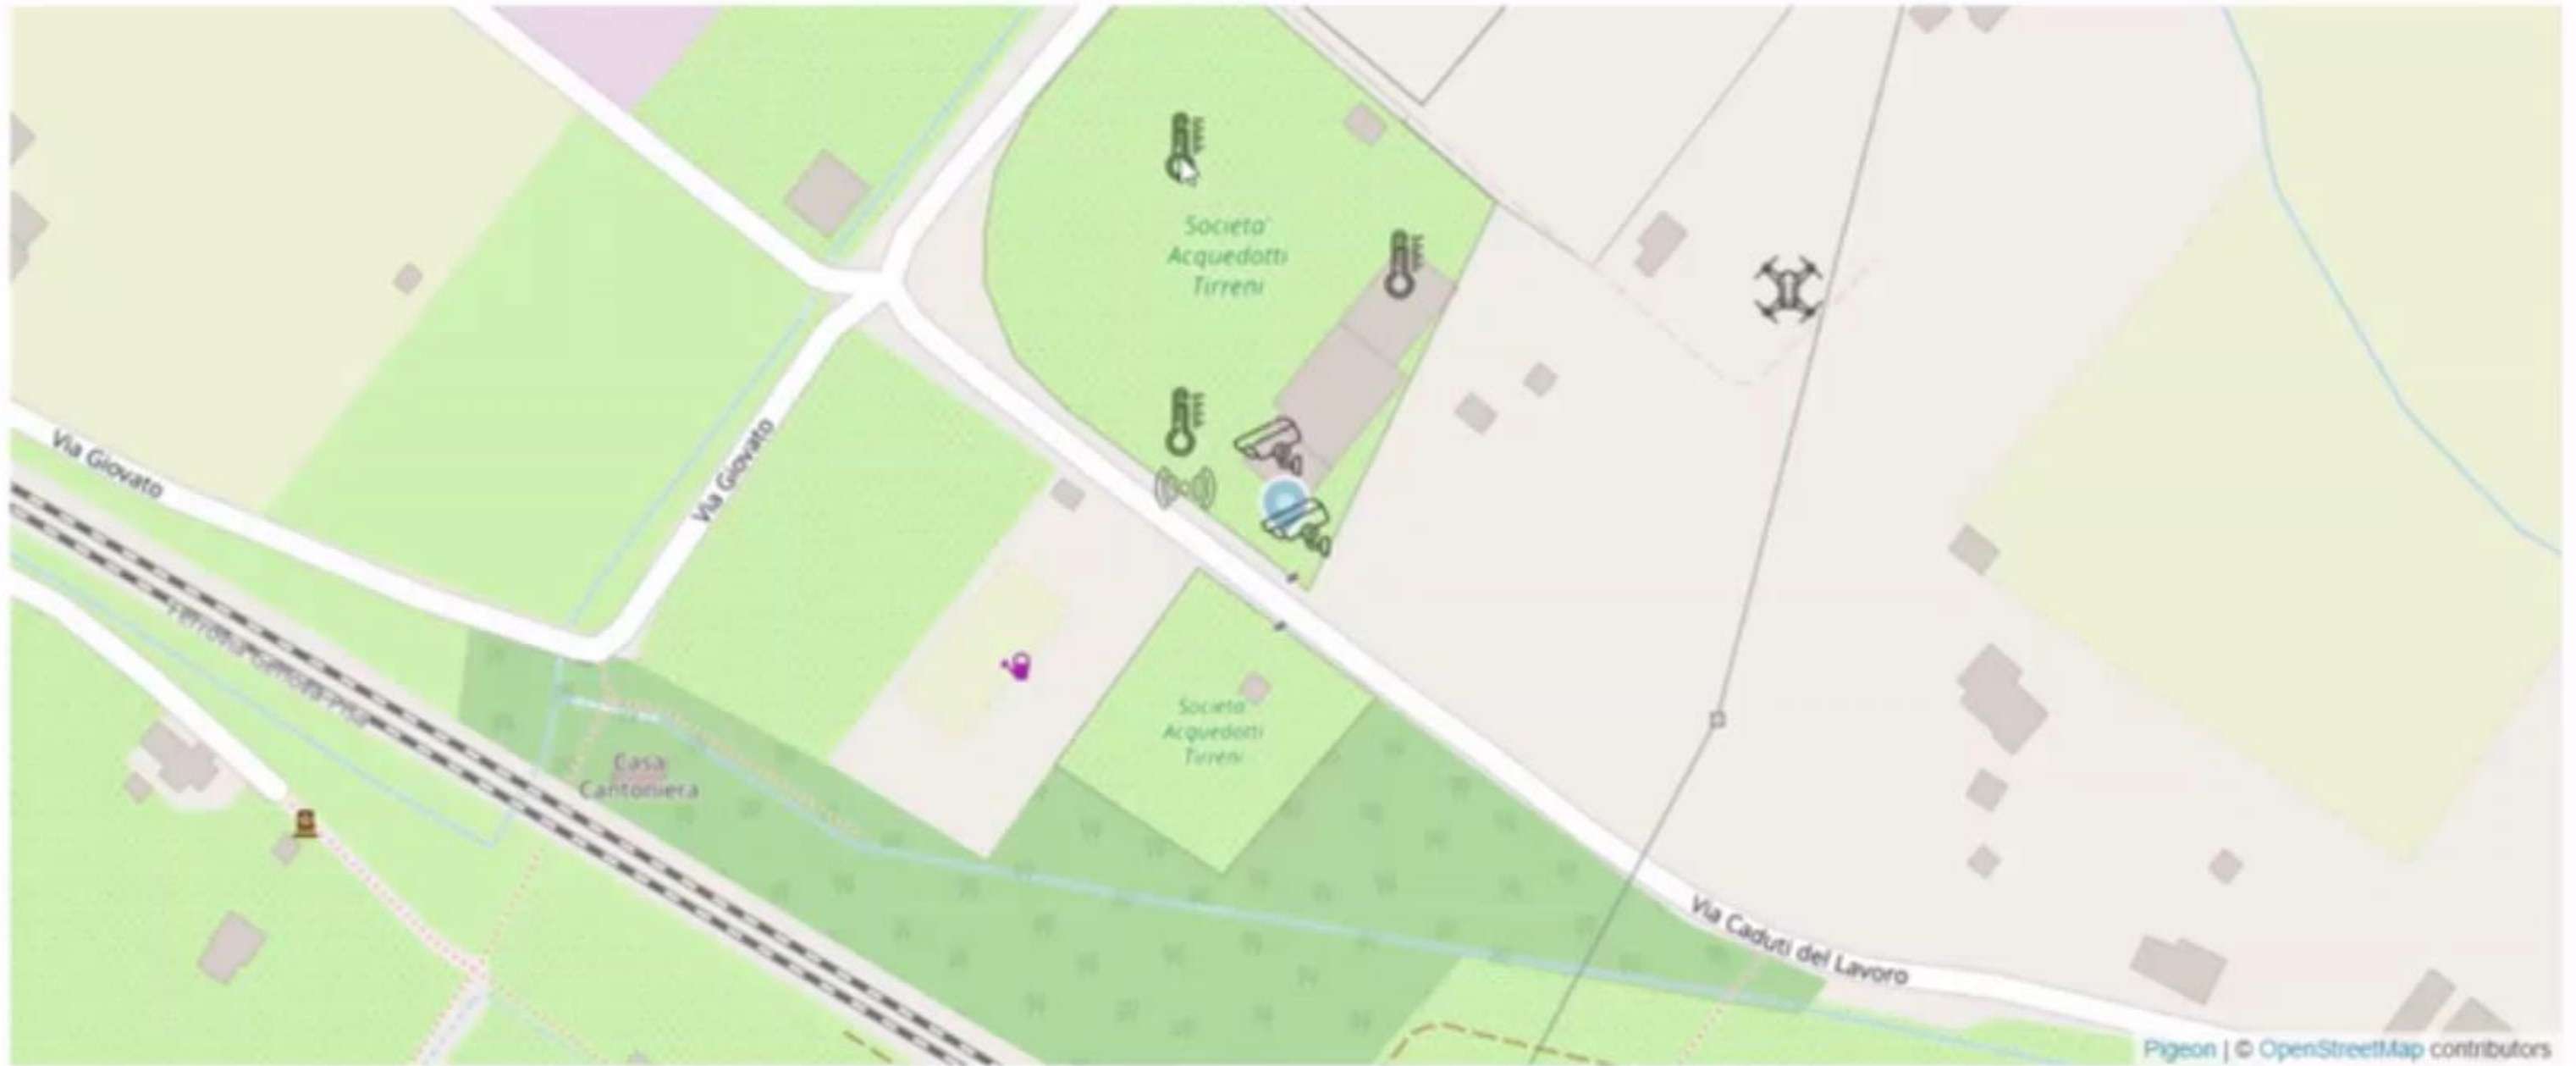 Societa'
Acquedotti
Tirreni
Via Giovato
Via Giovato
Ferrovia Genova-Pisa
Societa'
Acquedotti
Tirreni
Casa
Cantoniera
Via Caduti del Lavoro
Pigeon | © OpenStreetMap contributors